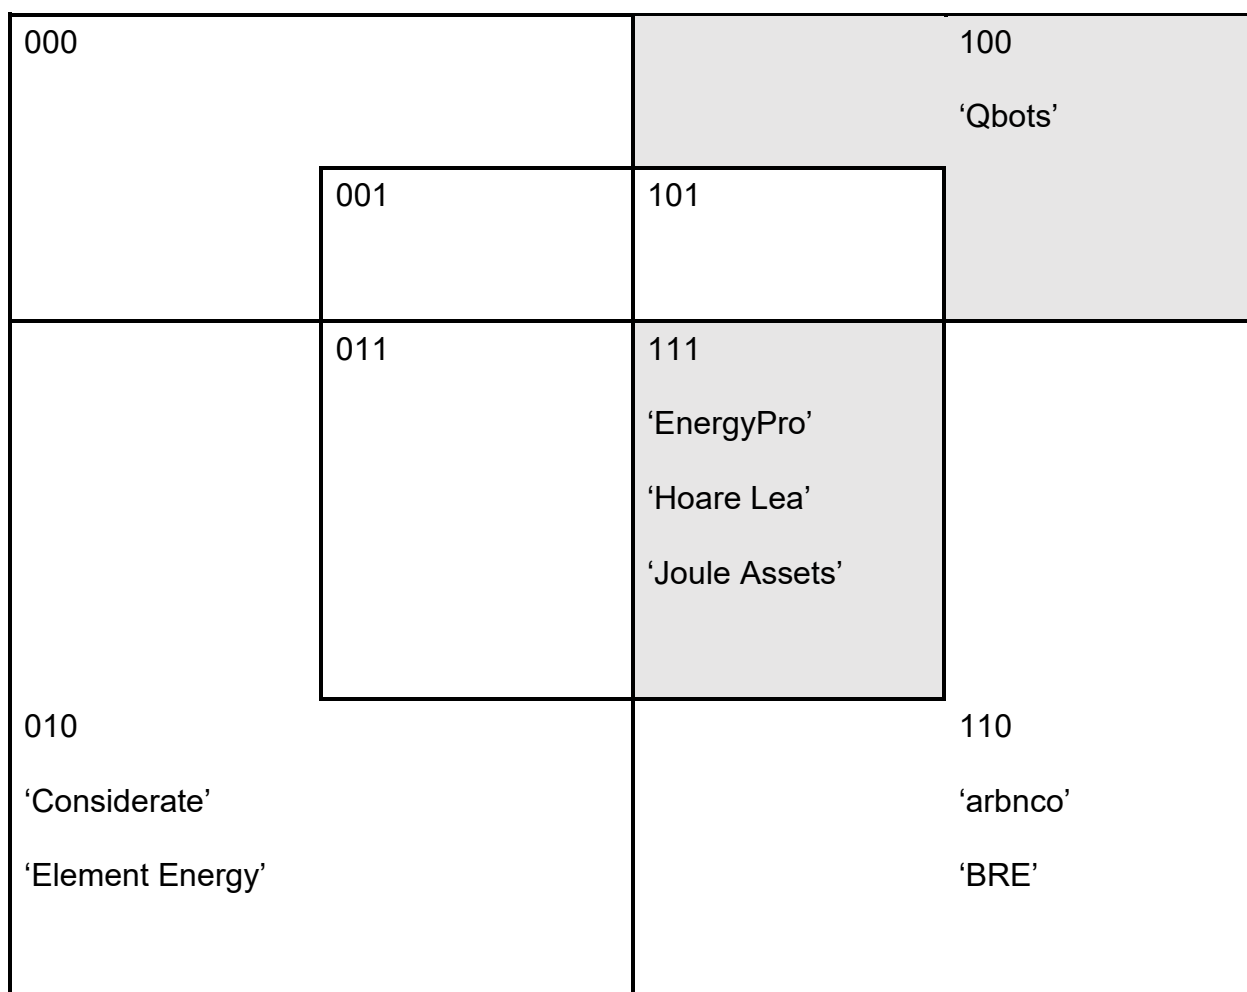 000
100
‘Qbots’
001
101
011
111
‘EnergyPro’
‘Hoare Lea’
‘Joule Assets’
010
‘Considerate’
‘Element Energy’
110
‘arbnco’
‘BRE’